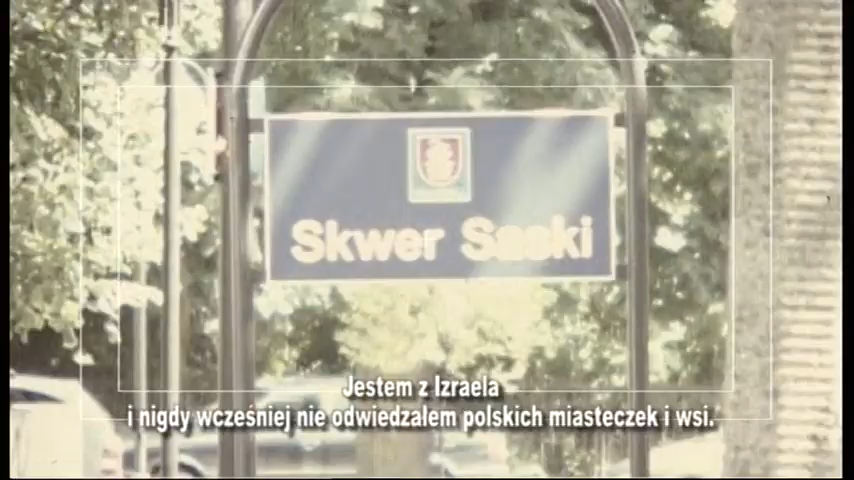 Skwer Saski
Jestem z Izraela
i nigdy wcześniej nie odwiedzałem polskich miasteczek i wsi.